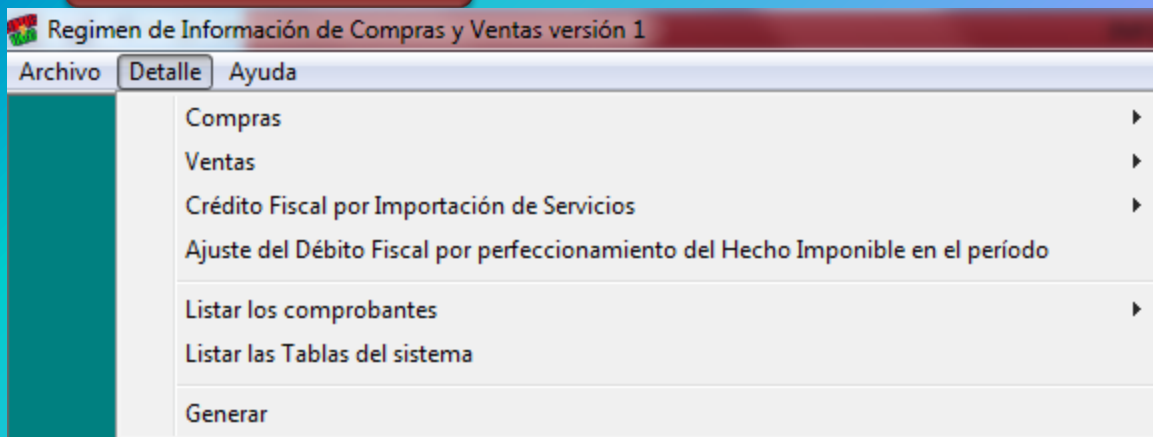 Regimen de Información de Compras y Ventas versión 1
Archivo Detalle Ayuda
Compras
Ventas
Crédito Fiscal por Importación de Servicios
Ajuste del Débito Fiscal por perfeccionamiento del Hecho Imponible en el período
Listar los comprobantes
Listar las Tablas del sistema
Generar